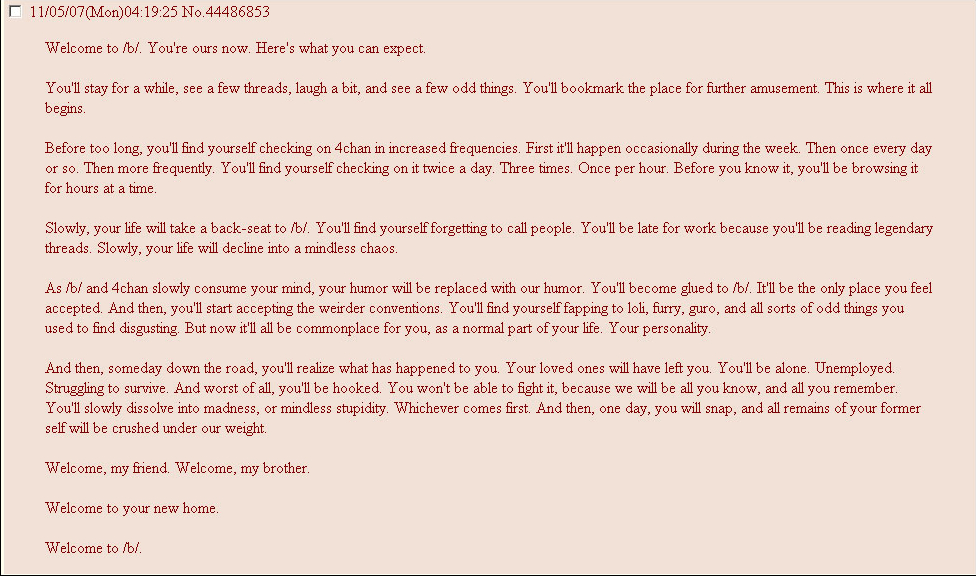 11/05/07(Mon)04:19:25 No.44486853
Welcome to /b/. You're ours now. Here's what you can expect.
You'll stay for a while, see a few threads, laugh a bit, and see a few odd things. You'll bookmark the place for further amusement. This is where it all
begins.
Before too long, you'll find yourself checking on 4chan in increased frequencies. First it'll happen occasionally during the week. Then once every day
or so. Then more frequently. You'll find yourself checking on it twice a day. Three times. Once per hour. Before you know it, you'll be browsing it
for hours at a time.
Slowly, your life will take a back-seat to /b/. You'll find yourself forgetting to call people. You'll be late for work because you'll be reading legendary
threads. Slowly, your life will decline into a mindless chaos.
As /b/ and 4chan slowly consume your mind, your humor will be replaced with our humor. You'll become glued to /b/. It'll be the only place you feel
accepted. And then, you'll start accepting the weirder conventions. You'll find yourself fapping to loli, furry, guro, and all sorts of odd things you
used to find disgusting. But now it'll all be commonplace for you, as a normal part of your life. Your personality.
And then, someday down the road, you'll realize what has happened to you. Your loved ones will have left you. You'll be alone. Unemployed.
Struggling to survive. And worst of all, you'll be hooked. You won't be able to fight it, because we will be all you know, and all you remember.
You'll slowly dissolve into madness, or mindless stupidity. Whichever comes first. And then, one day, you will snap, and all remains of your former
self will be crushed under our weight.
Welcome, my friend. Welcome, my brother.
Welcome to your new home.
Welcome to /b/.